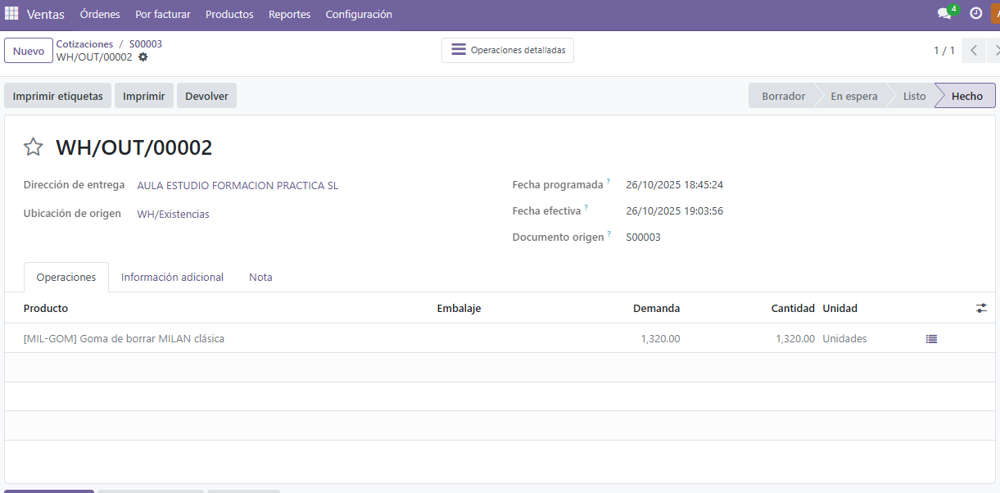 Ventas Órdenes Por facturar Productos Reportes Configuración 4
Nuevo Cotizaciones / S00003
WH/OUT/00002
Operaciones detalladas
1 / 1
Imprimir etiquetas Imprimir Devolver Borrador En espera Listo Hecho
WH/OUT/00002
Dirección de entrega AULA ESTUDIO FORMACION PRACTICA SL Fecha programada ? 26/10/2025 18:45:24
Ubicación de origen WH/Existencias Fecha efectiva ? 26/10/2025 19:03:56
Documento origen ? S00003
Operaciones Información adicional Nota
Producto Embalaje Demanda Cantidad Unidad
[MIL-GOM] Goma de borrar MILAN clásica 1,320.00 1,320.00 Unidades